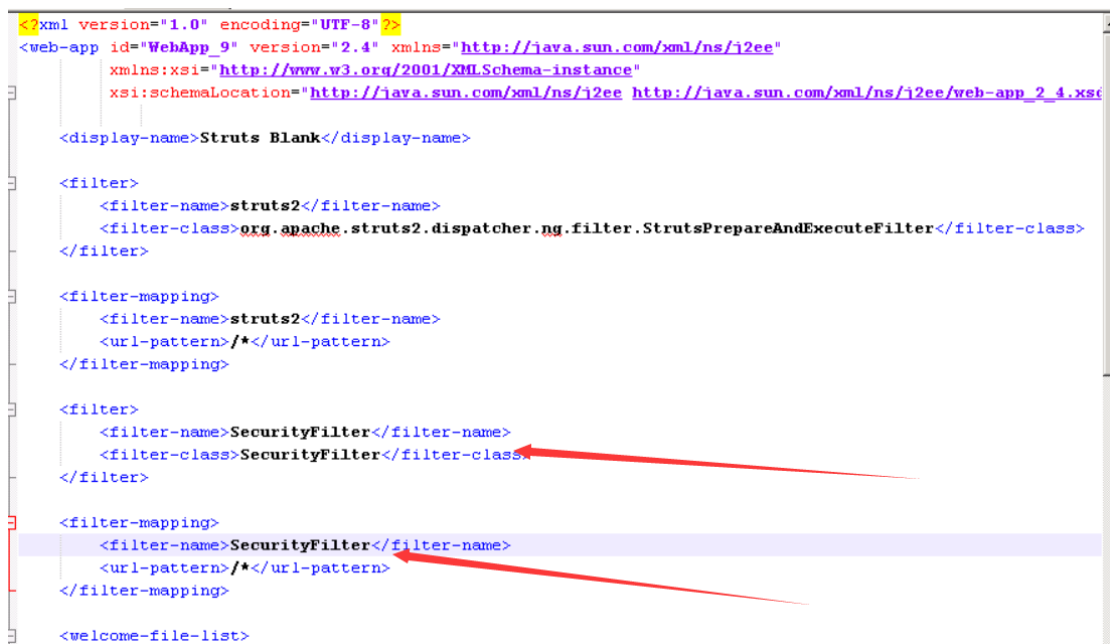 <?xml version="1.0" encoding="UTF-8"?>
<web-app id="WebApp_9" version="2.4" xmlns="http://java.sun.com/xml/ns/j2ee"
xmlns:xsi="http://www.w3.org/2001/XMLSchema-instance"
xsi:schemaLocation="http://java.sun.com/xml/ns/j2ee http://java.sun.com/xml/ns/j2ee/web-app_2_4.xsd
<display-name>Struts Blank</display-name>
<filter>
<filter-name>struts2</filter-name>
<filter-class>org.apache.struts2.dispatcher.ng.filter.StrutsPrepareAndExecuteFilter</filter-class>
</filter>
<filter-mapping>
<filter-name>struts2</filter-name>
<url-pattern>/*</url-pattern>
</filter-mapping>
<filter>
<filter-name>SecurityFilter</filter-name>
<filter-class>SecurityFilter</filter-class>
</filter>
<filter-mapping>
<filter-name>SecurityFilter</filter-name>
<url-pattern>/*</url-pattern>
</filter-mapping>
<welcome-file-list>